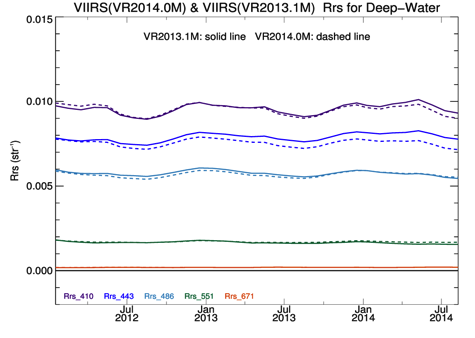 VIIRS(VR2014.0M) & VIIRS(VR2013.1M) Rrs for Deep-Water
0.015
VR2013.1M: solid line VR2014.0M: dashed line
0.010
Rrs (str⁻¹)
0.005
0.000
Rrs_410 Rrs_443 Rrs_486 Rrs_551 Rrs_671
Jul Jan Jul Jan Jul
2012 2013 2013 2014 2014